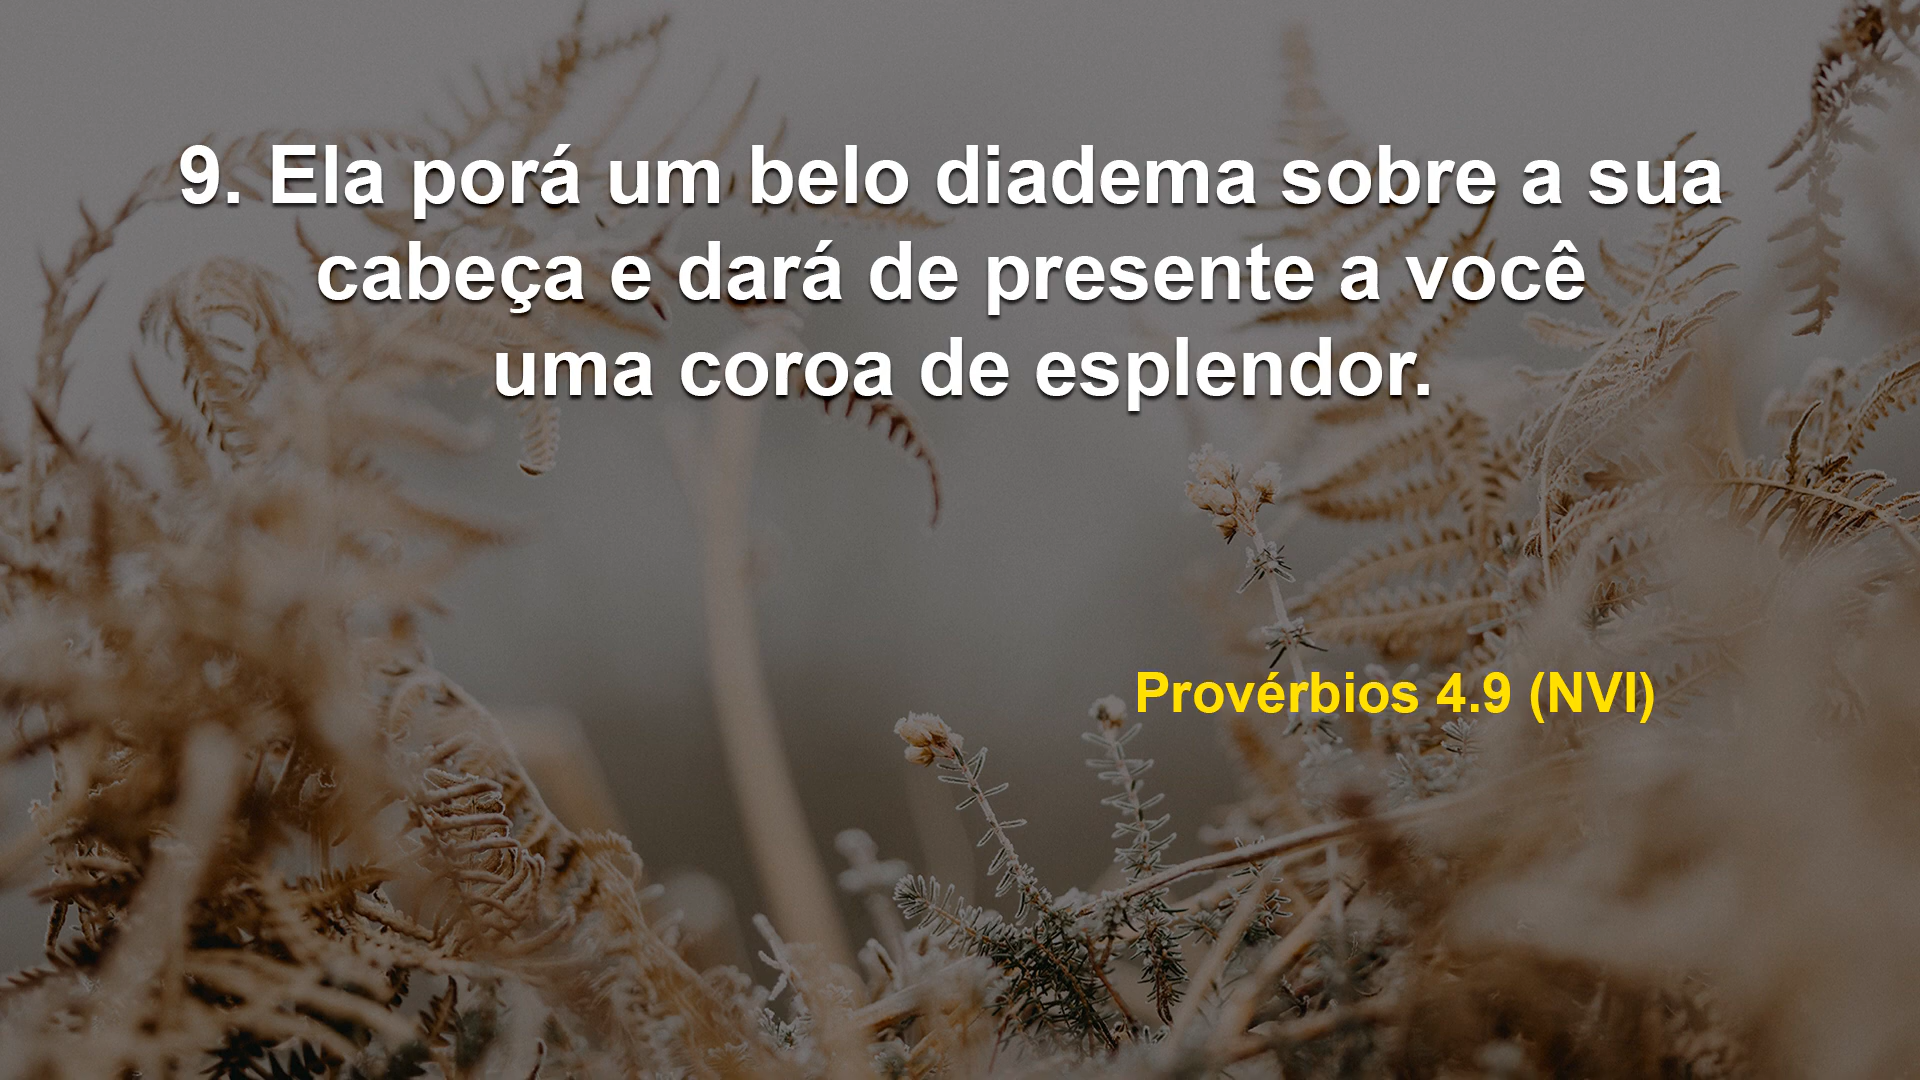 9. Ela porá um belo diadema sobre a sua
cabeça e dará de presente a você
uma coroa de esplendor.
Provérbios 4.9 (NVI)